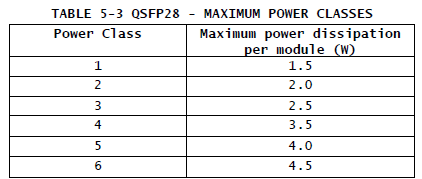 TABLE 5-3 QSFP28 - MAXIMUM POWER CLASSES
Power Class Maximum power dissipation
per module (W)
1 1.5
2 2.0
3 2.5
4 3.5
5 4.0
6 4.5